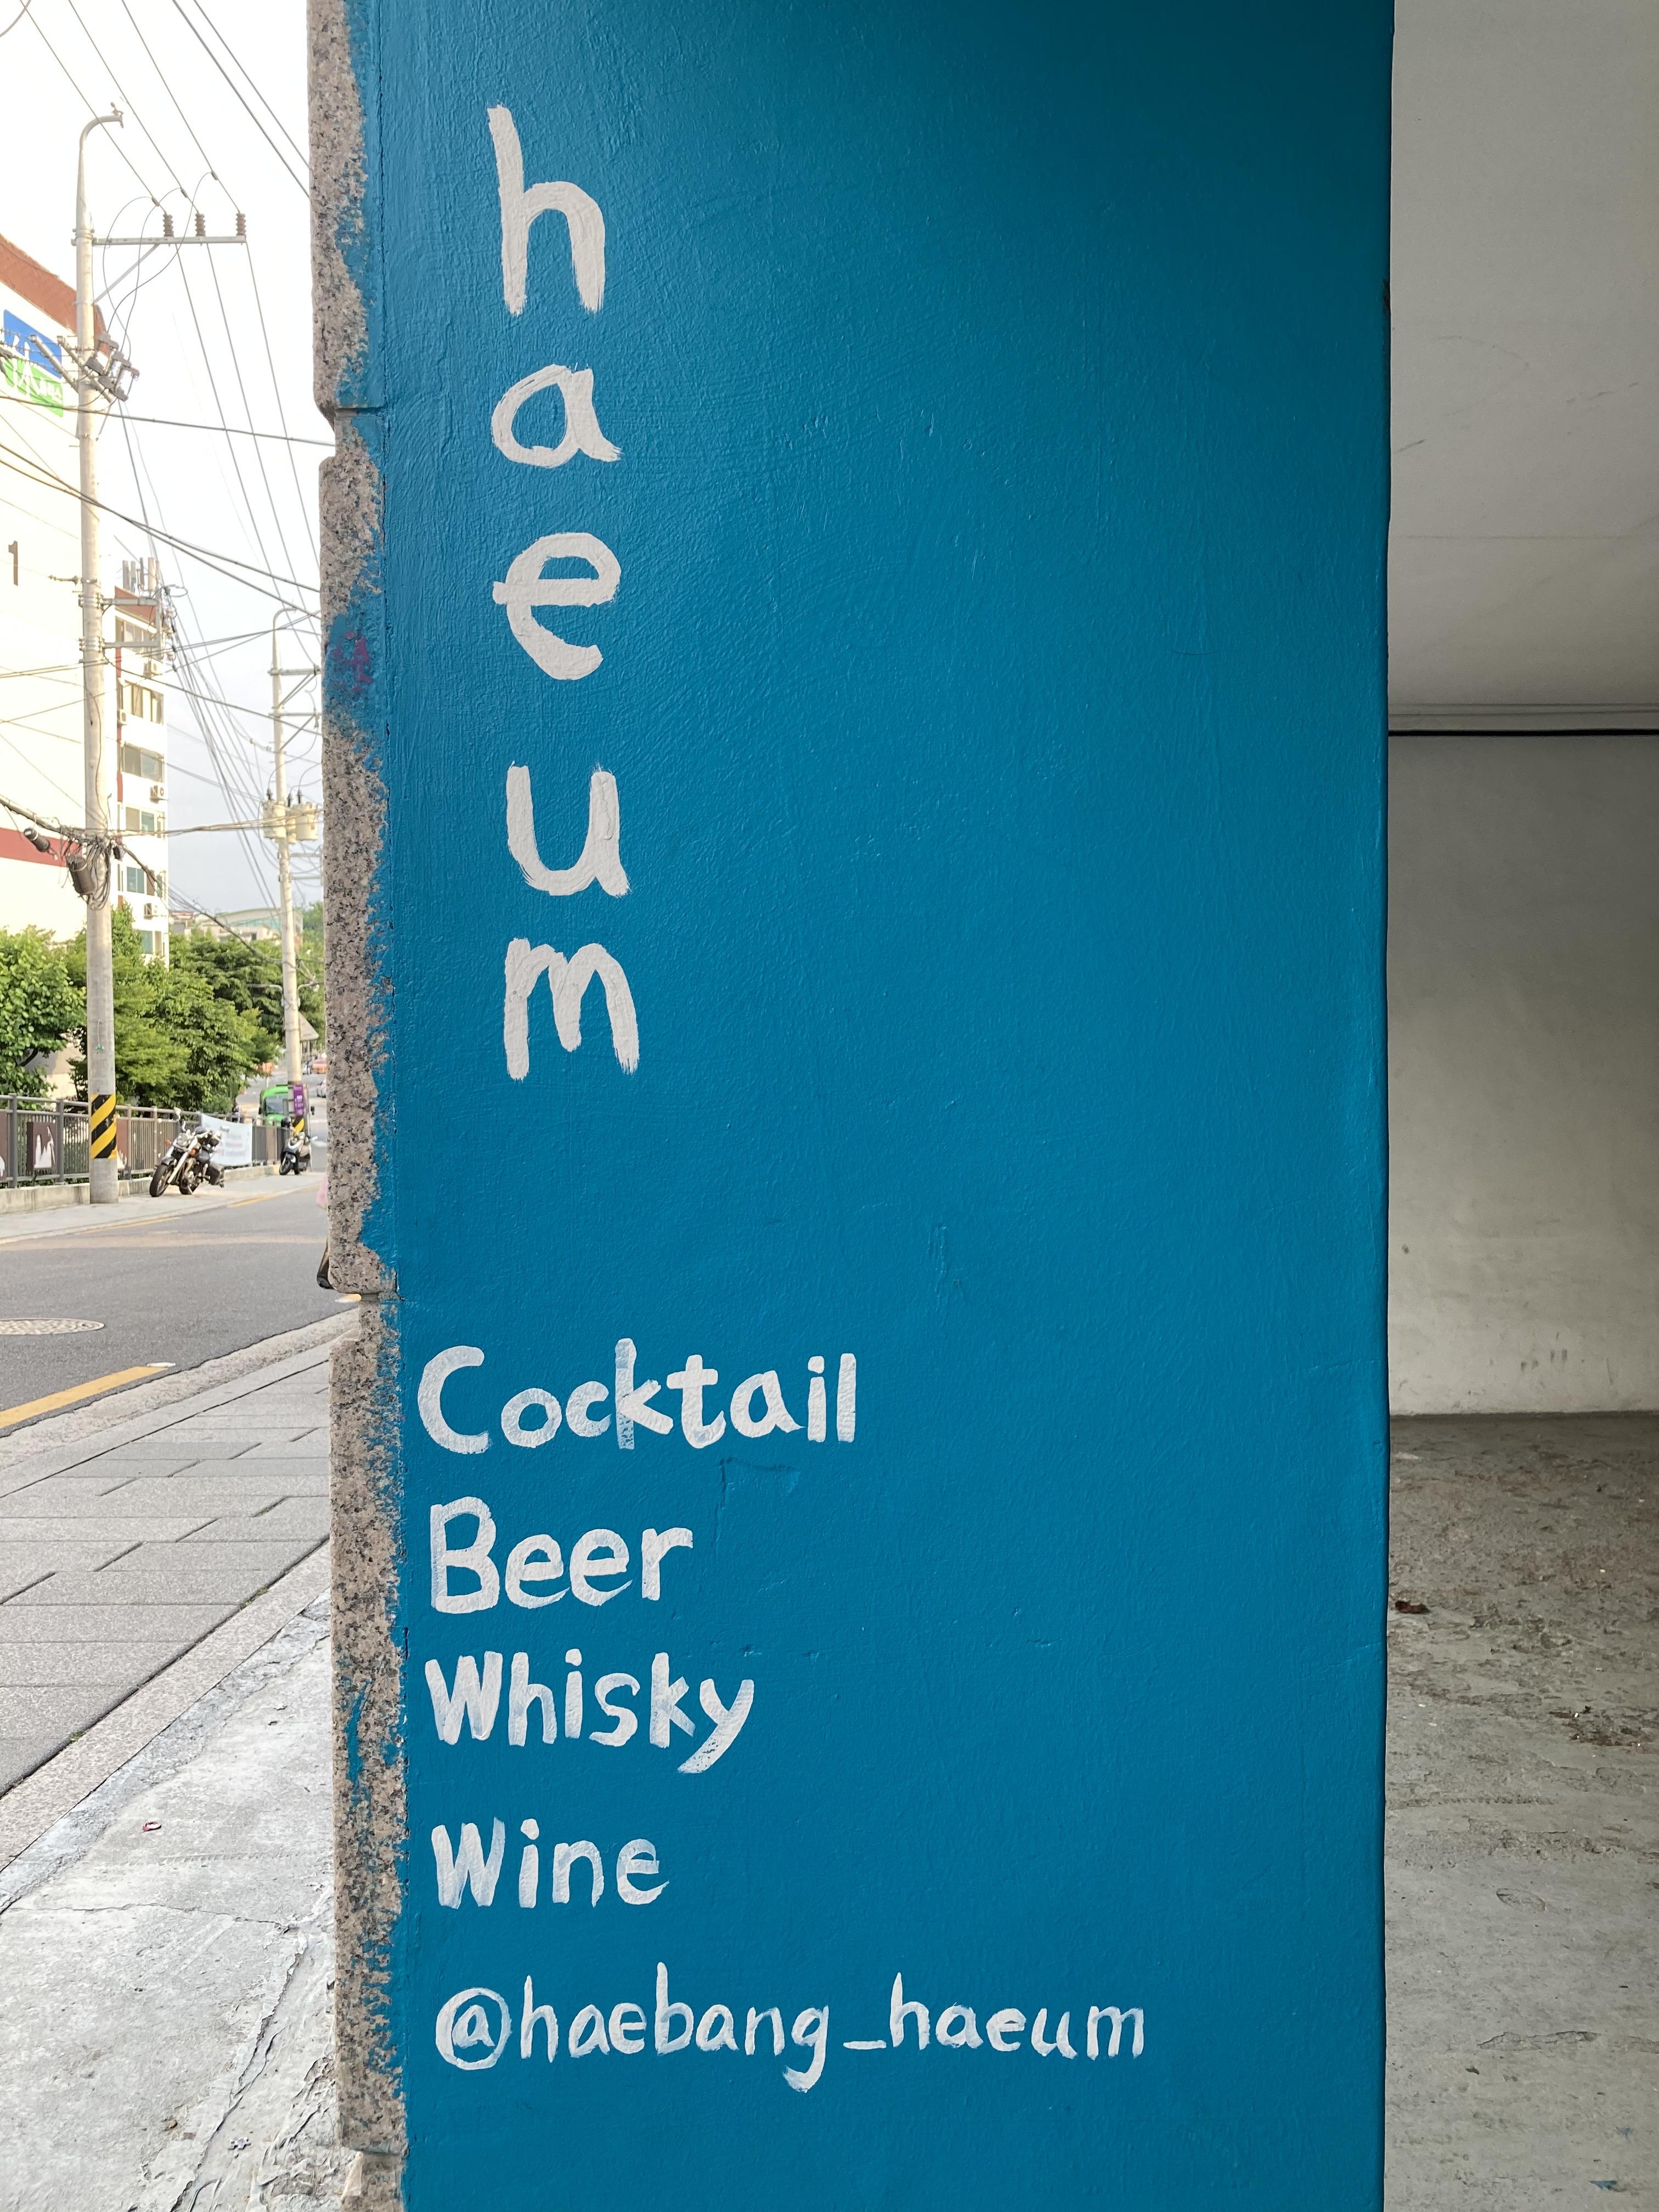 haeum
Cocktail
Beer
Whisky
Wine
@haebang_haeum